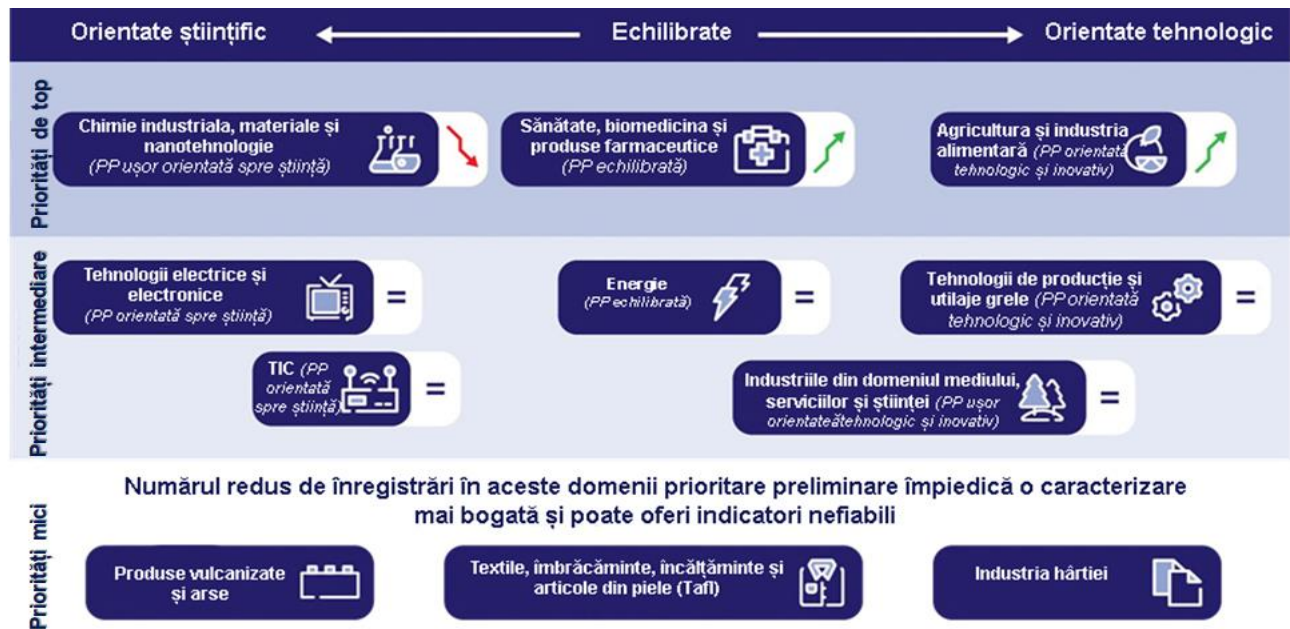 Orientate științific
Echilibrate
Orientate tehnologic
Priorități de top
Chimie industriala, materiale și
nanotehnologie
(PP ușor orientată spre știință)
Sănătate, biomedicina și
produse farmaceutice
(PP echilibrată)
Agricultura și industria
alimentară (PP orientată
tehnologic și inovativ)
Priorități intermediare
Tehnologii electrice și
electronice
(PP orientată spre știință)
=
Energie
(PP echilibrată)
=
Tehnologii de producție și
utilaje grele (PP orientată
tehnologic și inovativ)
=
TIC (PP
orientată
spre știință)
=
Industriile din domeniul mediului,
serviciilor și științei (PP ușor
orientateătehnologic și inovativ)
=
Priorități mici
Numărul redus de înregistrări în aceste domenii prioritare preliminare împiedică o caracterizare
mai bogată și poate oferi indicatori nefiabili
Produse vulcanizate
și arse
Textile, îmbrăcăminte, încălțăminte și
articole din piele (Tafl)
Industria hârtiei